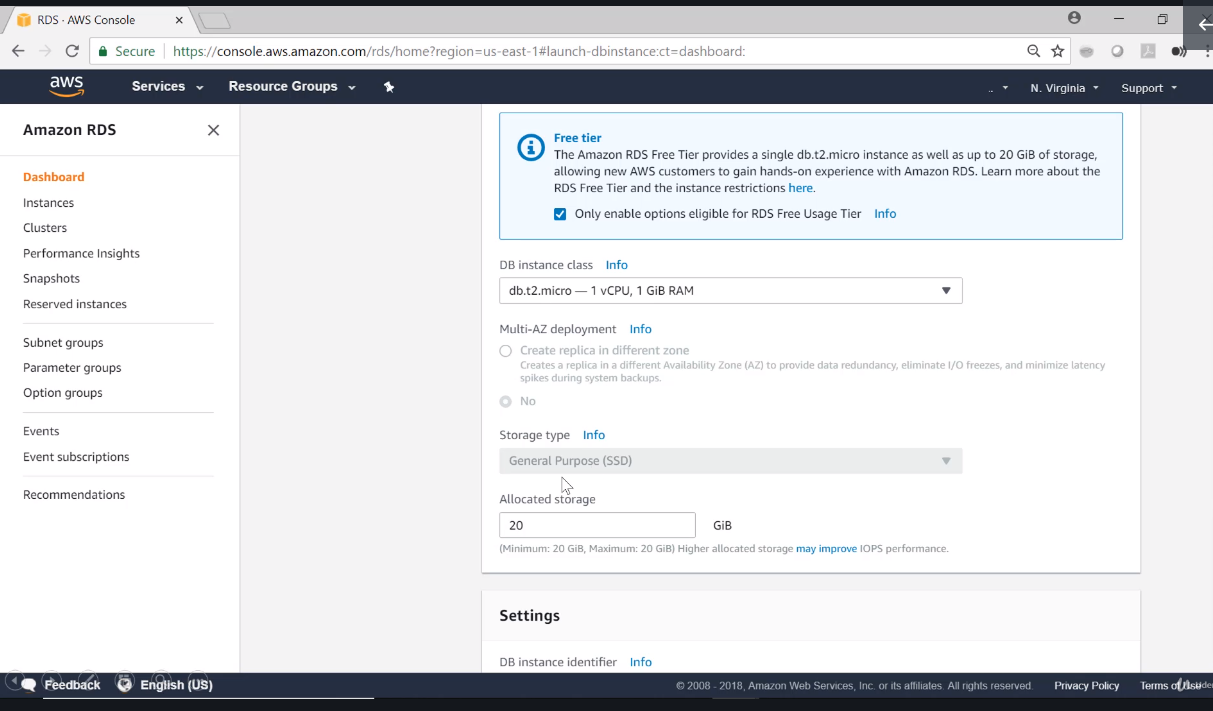 RDS · AWS Console
Secure
https://console.aws.amazon.com/rds/home?region=us-east-1#launch-dbinstance:ct=dashboard:
aws
Services
Resource Groups
..
N. Virginia
Support
Amazon RDS
Dashboard
Instances
Clusters
Performance Insights
Snapshots
Reserved instances
Subnet groups
Parameter groups
Option groups
Events
Event subscriptions
Recommendations
Free tier
The Amazon RDS Free Tier provides a single db.t2.micro instance as well as up to 20 GiB of storage,
allowing new AWS customers to gain hands-on experience with Amazon RDS. Learn more about the
RDS Free Tier and the instance restrictions here.
Only enable options eligible for RDS Free Usage Tier Info
DB instance class Info
db.t2.micro — 1 vCPU, 1 GiB RAM
Multi-AZ deployment Info
Create replica in different zone
Creates a replica in a different Availability Zone (AZ) to provide data redundancy, eliminate I/O freezes, and minimize latency
spikes during system backups.
No
Storage type Info
General Purpose (SSD)
Allocated storage
20 GiB
(Minimum: 20 GiB, Maximum: 20 GiB) Higher allocated storage may improve IOPS performance.
Settings
DB instance identifier Info
Feedback
English (US)
© 2008 - 2018, Amazon Web Services, Inc. or its affiliates. All rights reserved.
Privacy Policy
Terms of Use